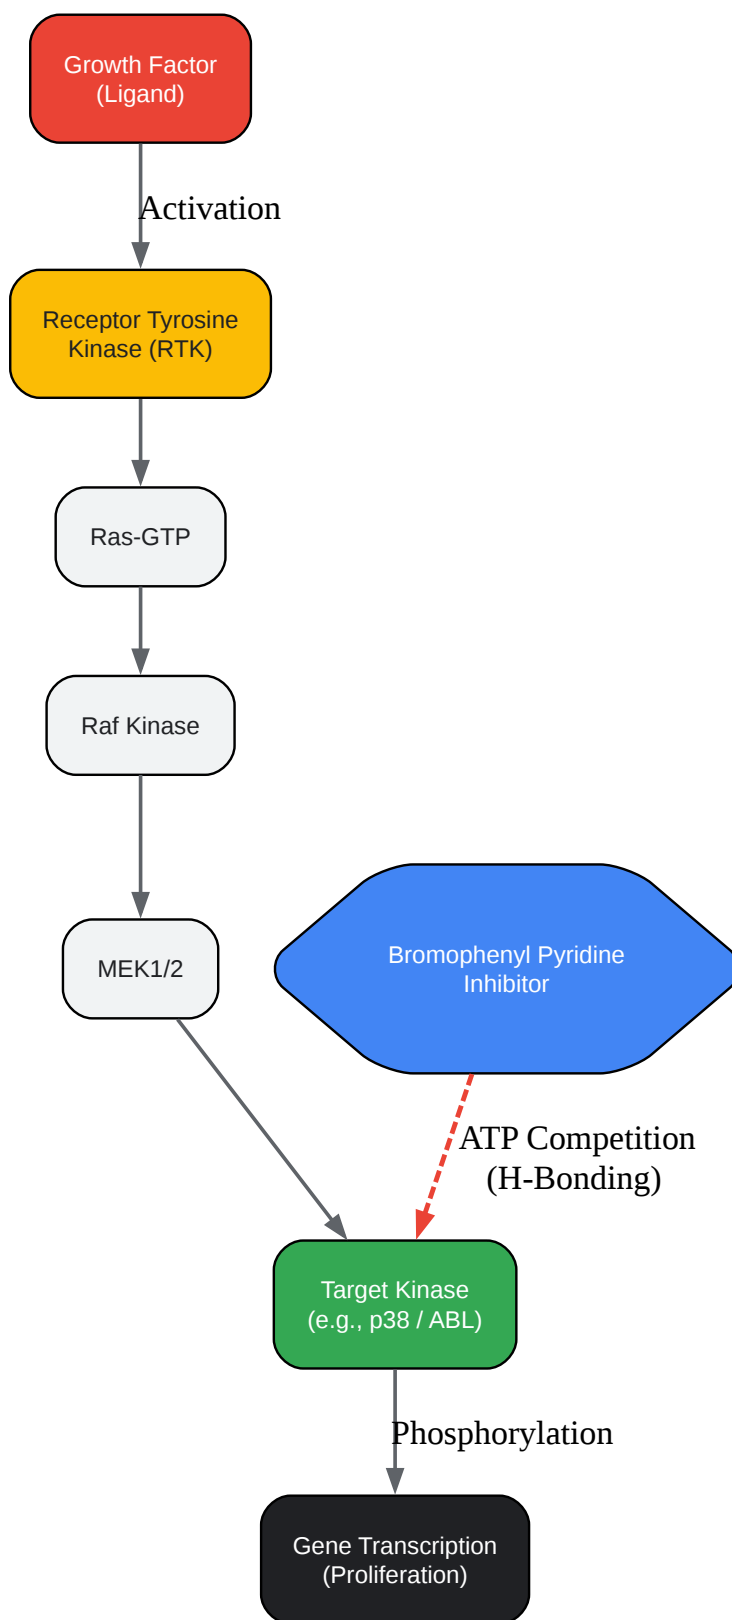 Growth Factor
(Ligand)
Activation
Receptor Tyrosine
Kinase (RTK)
Ras-GTP
Raf Kinase
MEK1/2
Bromophenyl Pyridine
Inhibitor
ATP Competition
(H-Bonding)
Target Kinase
(e.g., p38 / ABL)
Phosphorylation
Gene Transcription
(Proliferation)